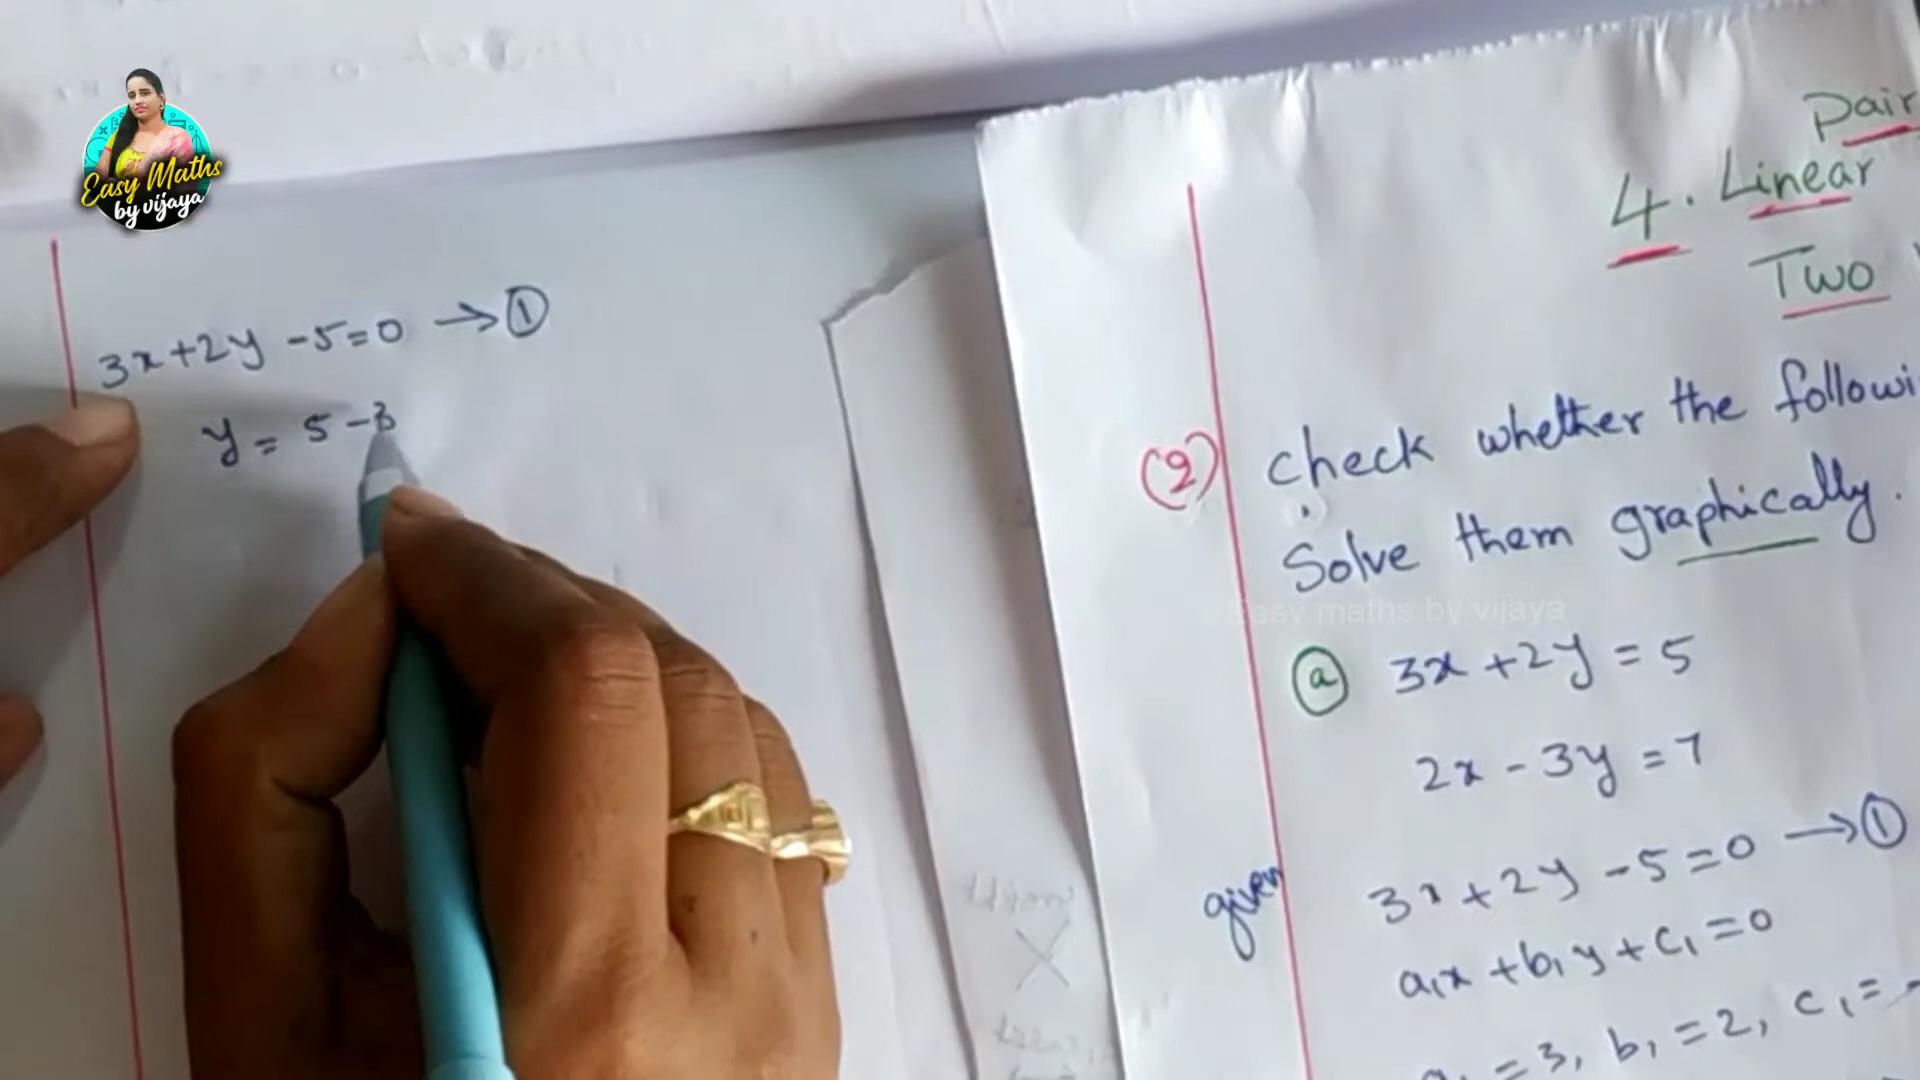 Easy Maths
by vijaya
3x+2y -5=0 → ①
y = 5 -3
pair
4. Linear
Two
(2) check whether the followi
Solve them graphically.
Easy maths by vijaya
ⓐ 3x +2y = 5
2x - 3y = 7
given 3x +2y -5=0 → ①
a₁x +b₁y +c₁=0
a₁ =3, b₁ =2, c₁ = -